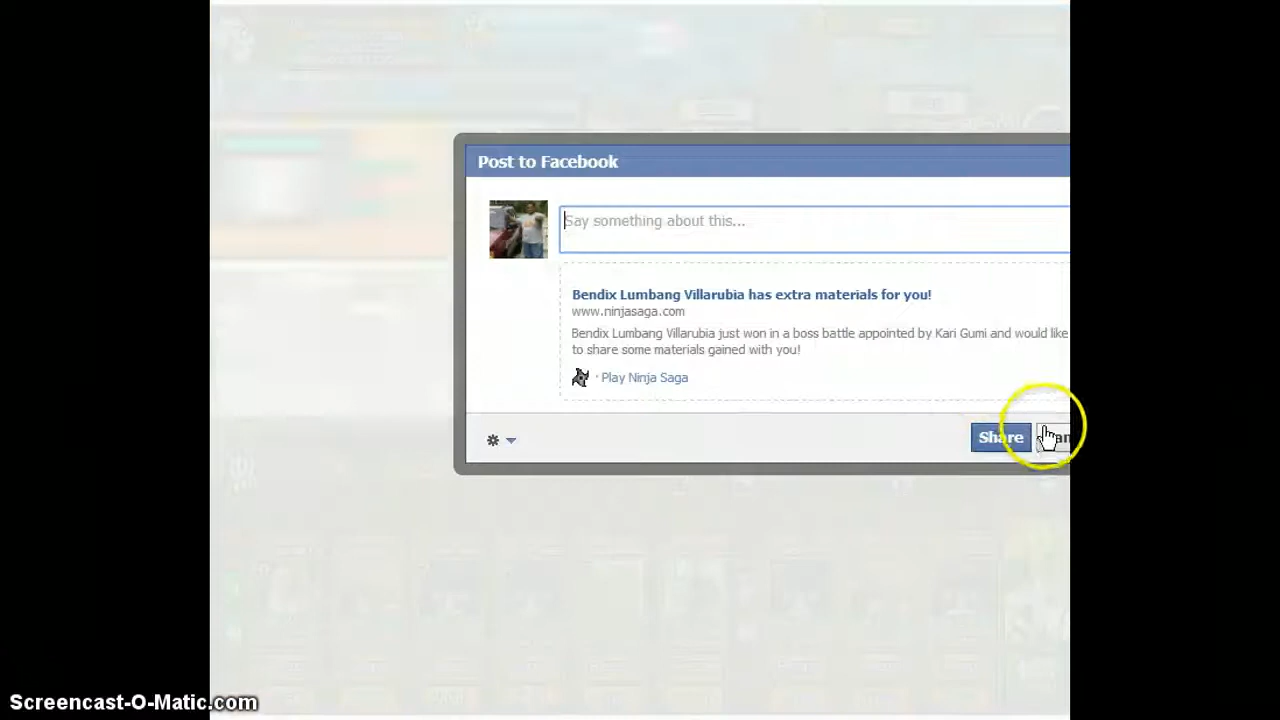 Post to Facebook
Say something about this...
Bendix Lumbang Villarubia has extra materials for you!
www.ninjasaga.com
Bendix Lumbang Villarubia just won in a boss battle appointed by Kari Gumi and would like
to share some materials gained with you!
· Play Ninja Saga
Share
Screencast-O-Matic.com